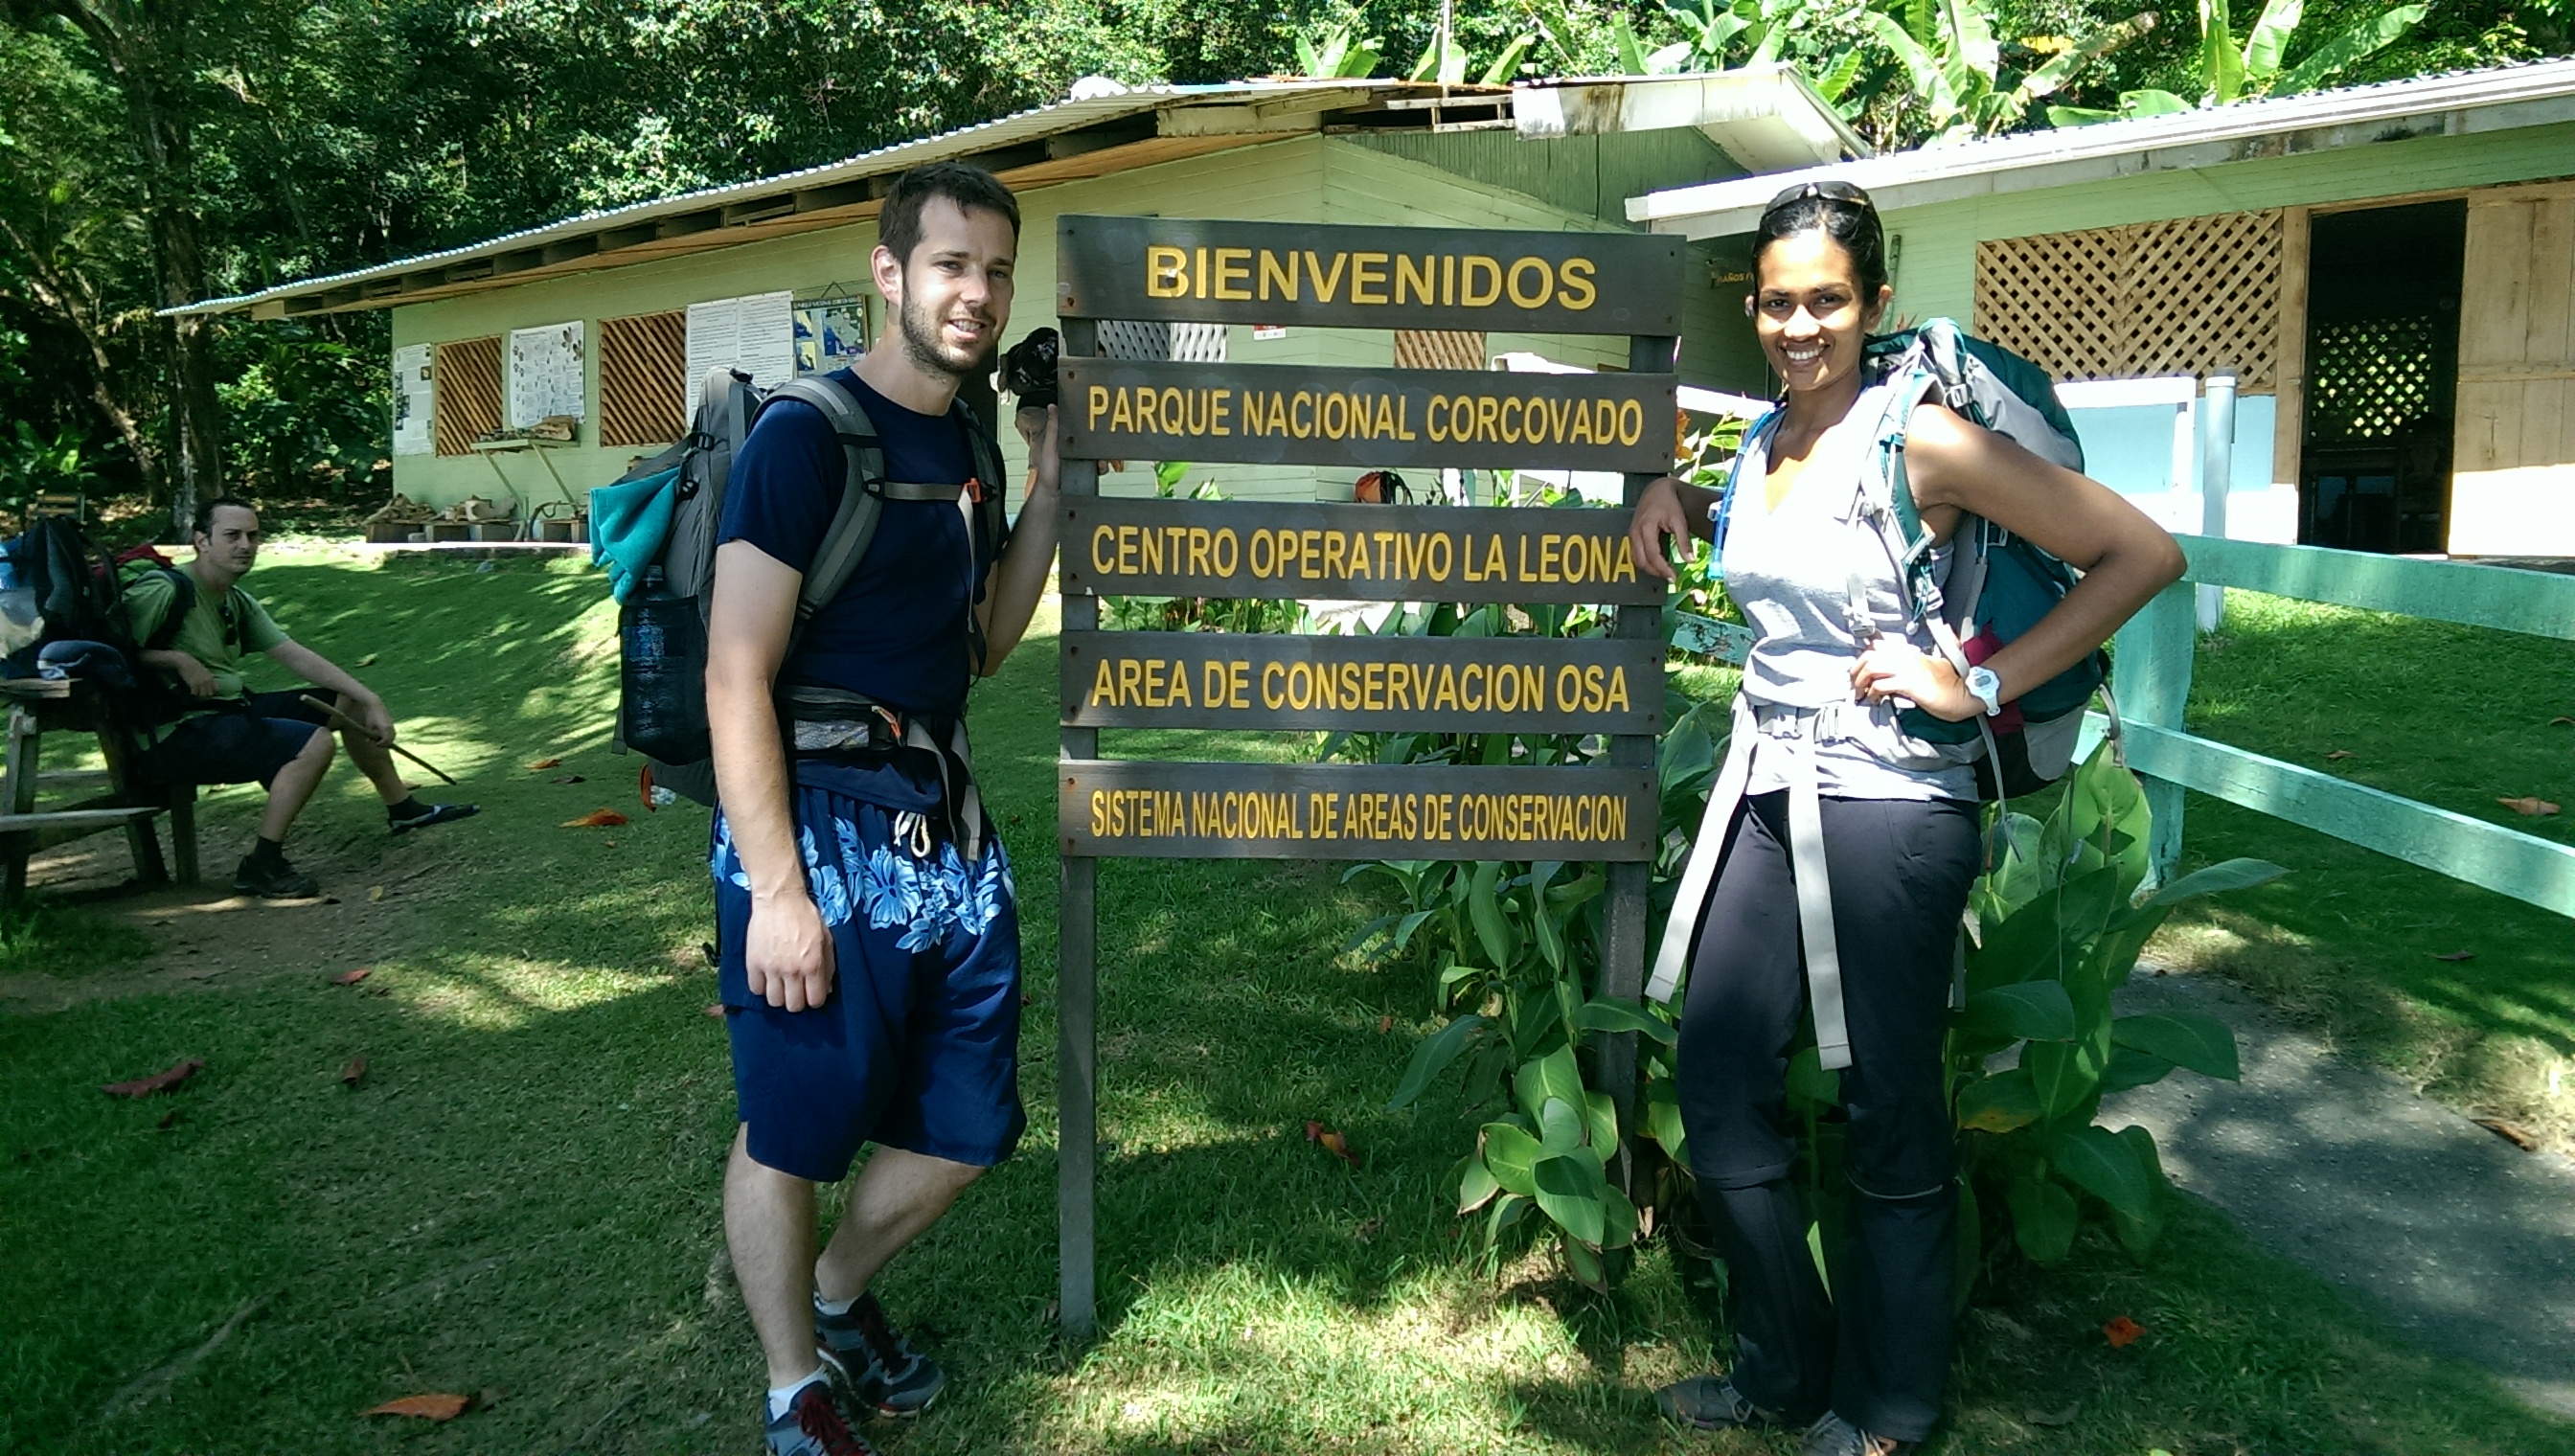 BIENVENIDOS
PARQUE NACIONAL CORCOVADO
CENTRO OPERATIVO LA LEONA
AREA DE CONSERVACION OSA
SISTEMA NACIONAL DE AREAS DE CONSERVACION